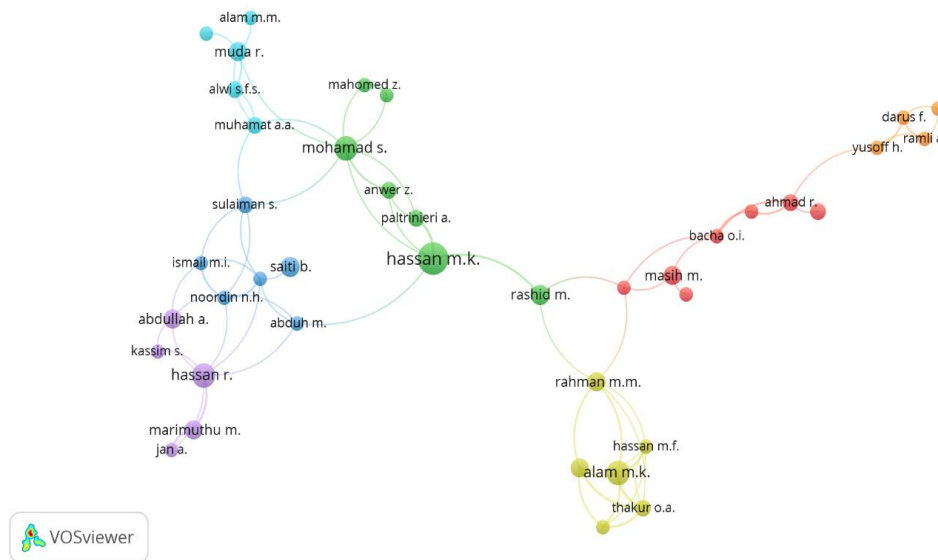 alam m.m.
muda r.
alwi s.f.s.
muhamat a.a.
mahomed z.
mohamad s.
anwer z.
paltrinieri a.
hassan m.k.
sulaiman s.
ismail m.i.
saiti b.
noordin n.h.
abdullah a.
abduh m.
kassim s.
hassan r.
marimuthu m.
jan a.
rashid m.
darus f.
ramli
yusoff h.
ahmad r.
bacha o.i.
masih m.
rahman m.m.
hassan m.f.
alam m.k.
thakur o.a.
VOSviewer